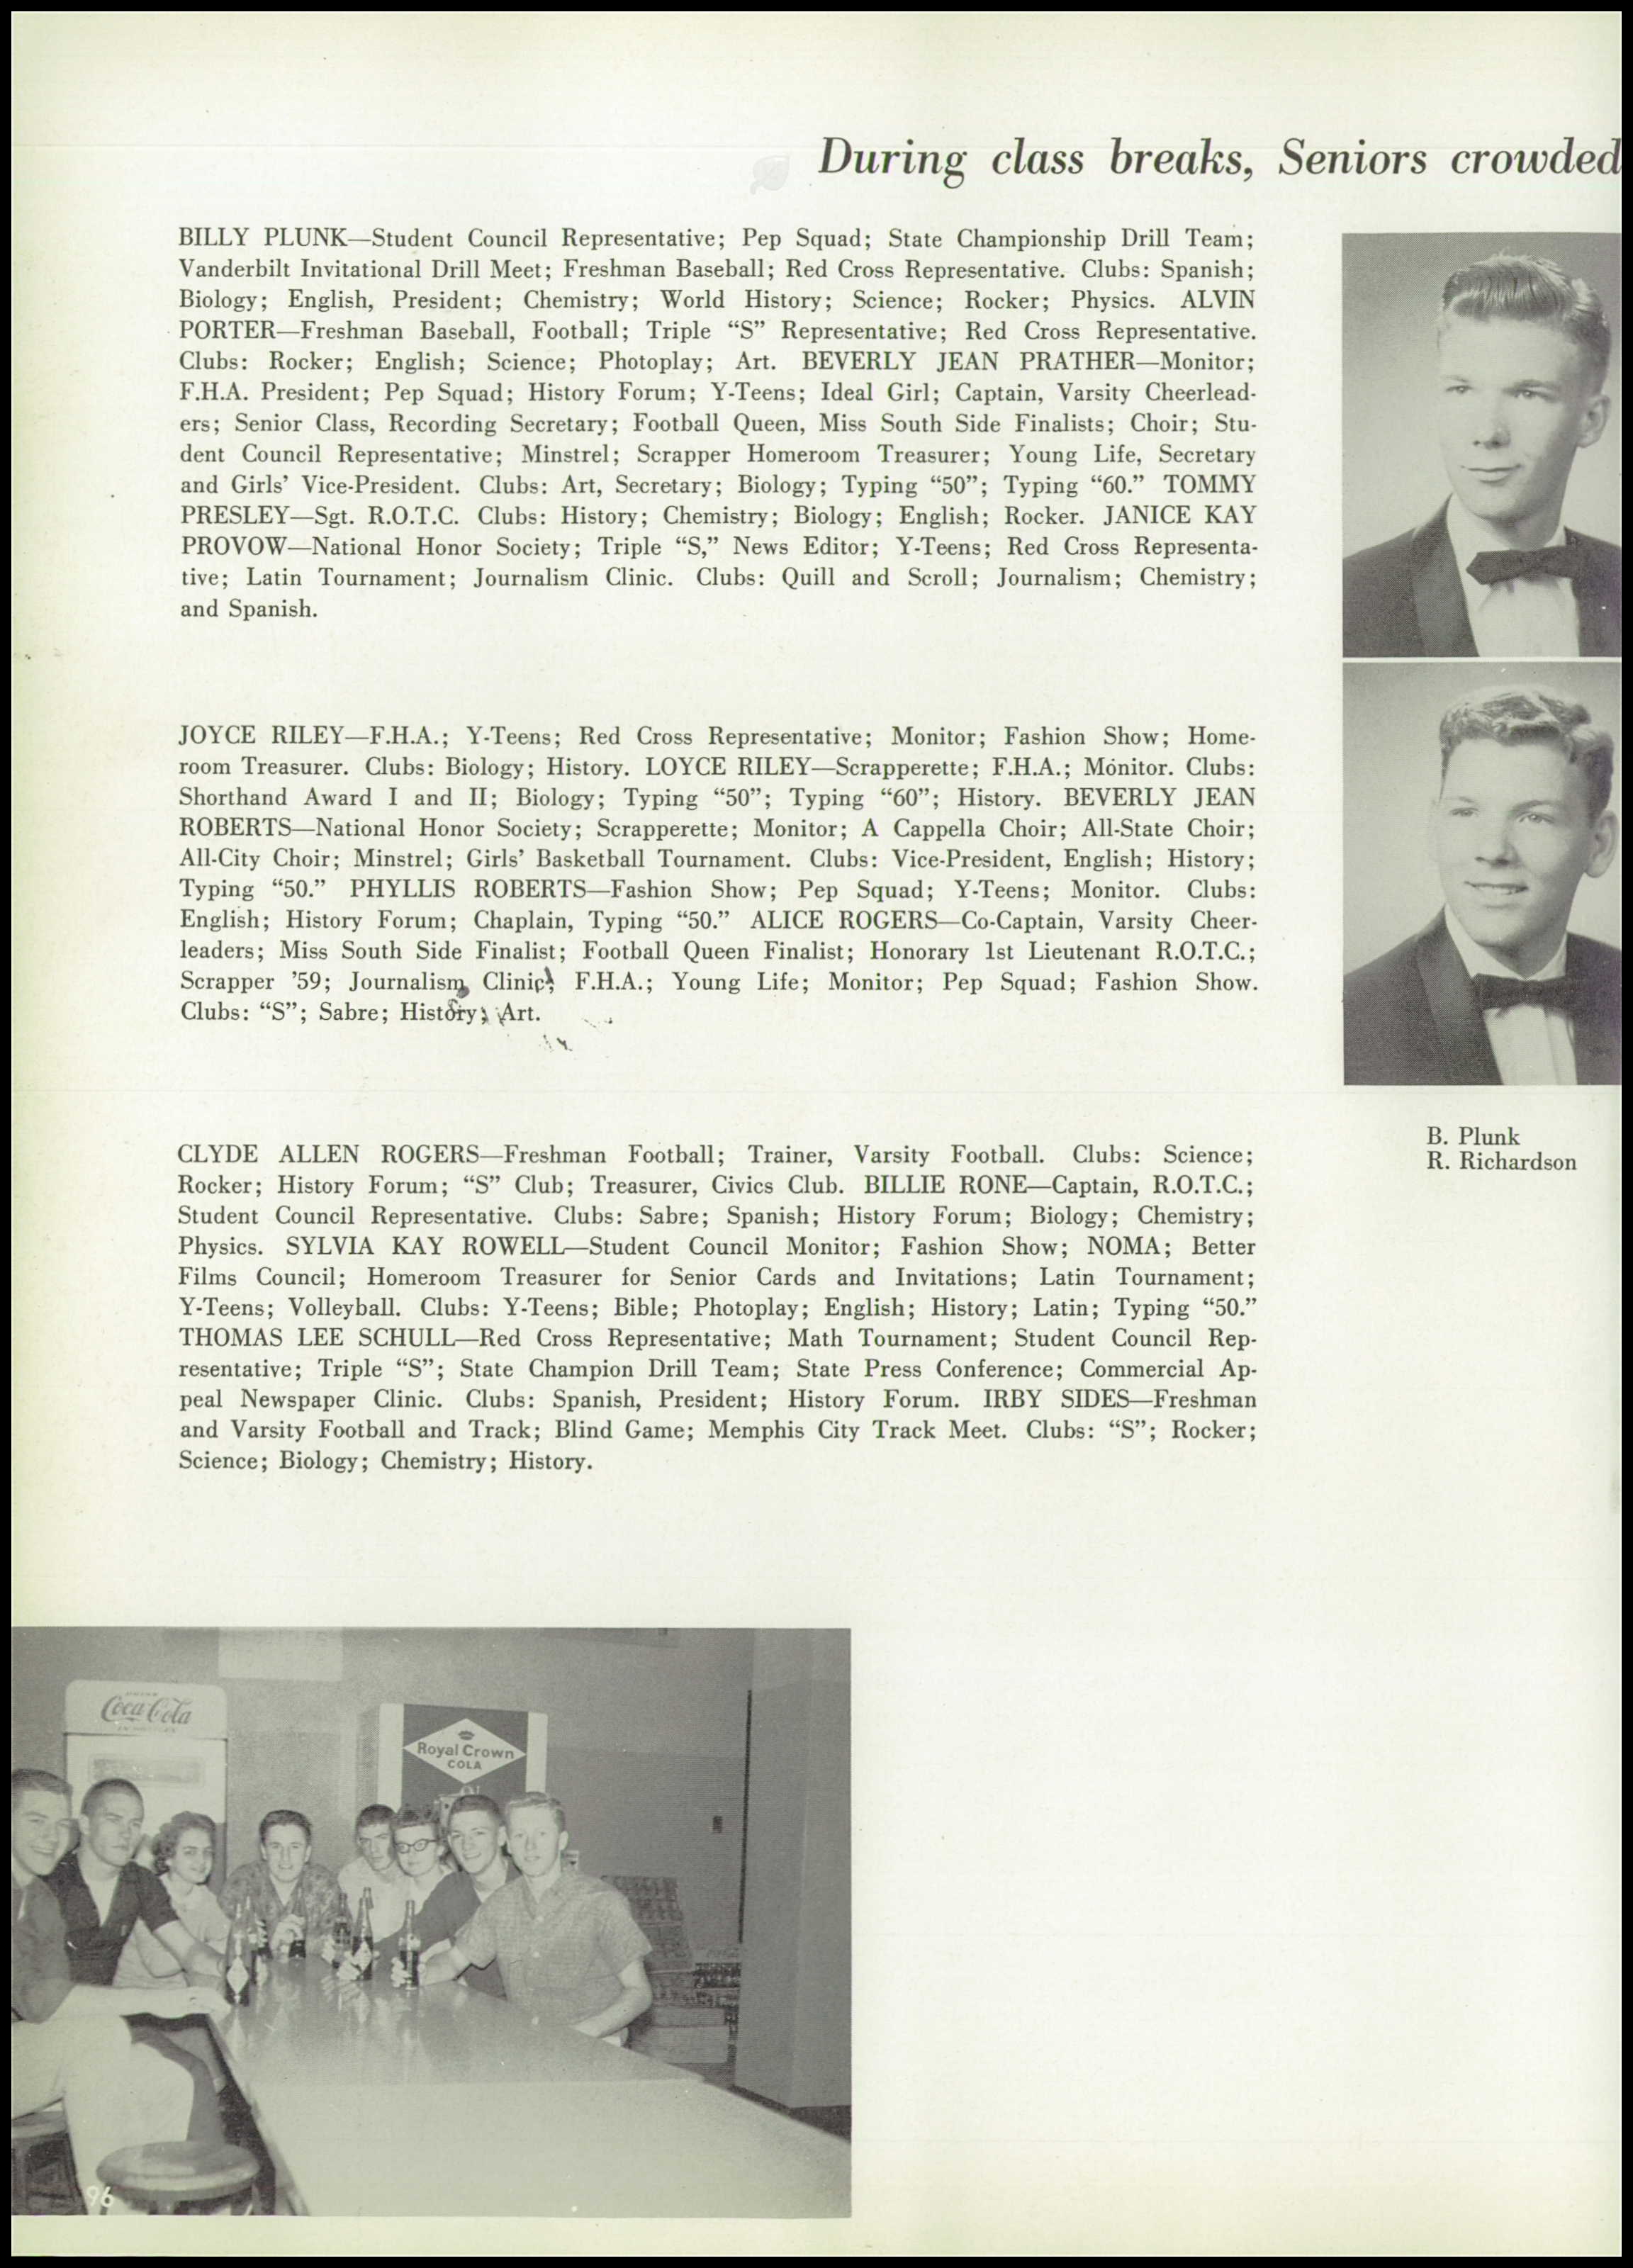 During class breaks, Seniors crowded
BILLY PLUNK—Student Council Representative; Pep Squad; State Championship Drill Team;
Vanderbilt Invitational Drill Meet; Freshman Baseball; Red Cross Representative. Clubs: Spanish;
Biology; English, President; Chemistry; World History; Science; Rocker; Physics. ALVIN
PORTER—Freshman Baseball, Football; Triple “S” Representative; Red Cross Representative.
Clubs: Rocker; English; Science; Photoplay; Art. BEVERLY JEAN PRATHER—Monitor;
F.H.A. President; Pep Squad; History Forum; Y-Teens; Ideal Girl; Captain, Varsity Cheerlead-
ers; Senior Class, Recording Secretary; Football Queen, Miss South Side Finalists; Choir; Stu-
dent Council Representative; Minstrel; Scrapper Homeroom Treasurer; Young Life, Secretary
and Girls’ Vice-President. Clubs: Art, Secretary; Biology; Typing “50”; Typing “60.” TOMMY
PRESLEY—Sgt. R.O.T.C. Clubs: History; Chemistry; Biology; English; Rocker. JANICE KAY
PROVOW—National Honor Society; Triple “S,” News Editor; Y-Teens; Red Cross Representa-
tive; Latin Tournament; Journalism Clinic. Clubs: Quill and Scroll; Journalism; Chemistry;
and Spanish.
JOYCE RILEY—F.H.A.; Y-Teens; Red Cross Representative; Monitor; Fashion Show; Home-
room Treasurer. Clubs: Biology; History. LOYCE RILEY—Scrapperette; F.H.A.; Monitor. Clubs:
Shorthand Award I and II; Biology; Typing “50”; Typing “60”; History. BEVERLY JEAN
ROBERTS—National Honor Society; Scrapperette; Monitor; A Cappella Choir; All-State Choir;
All-City Choir; Minstrel; Girls’ Basketball Tournament. Clubs: Vice-President, English; History;
Typing “50.” PHYLLIS ROBERTS—Fashion Show; Pep Squad; Y-Teens; Monitor. Clubs:
English; History Forum; Chaplain, Typing “50.” ALICE ROGERS—Co-Captain, Varsity Cheer-
leaders; Miss South Side Finalist; Football Queen Finalist; Honorary 1st Lieutenant R.O.T.C.;
Scrapper ’59; Journalism Clinic; F.H.A.; Young Life; Monitor; Pep Squad; Fashion Show.
Clubs: “S”; Sabre; History; Art.
B. Plunk
R. Richardson
CLYDE ALLEN ROGERS—Freshman Football; Trainer, Varsity Football. Clubs: Science;
Rocker; History Forum; “S” Club; Treasurer, Civics Club. BILLIE RONE—Captain, R.O.T.C.;
Student Council Representative. Clubs: Sabre; Spanish; History Forum; Biology; Chemistry;
Physics. SYLVIA KAY ROWELL—Student Council Monitor; Fashion Show; NOMA; Better
Films Council; Homeroom Treasurer for Senior Cards and Invitations; Latin Tournament;
Y-Teens; Volleyball. Clubs: Y-Teens; Bible; Photoplay; English; History; Latin; Typing “50.”
THOMAS LEE SCHULL—Red Cross Representative; Math Tournament; Student Council Rep-
resentative; Triple “S”; State Champion Drill Team; State Press Conference; Commercial Ap-
peal Newspaper Clinic. Clubs: Spanish, President; History Forum. IRBY SIDES—Freshman
and Varsity Football and Track; Blind Game; Memphis City Track Meet. Clubs: “S”; Rocker;
Science; Biology; Chemistry; History.
Coca-Cola
Royal Crown
COLA
96